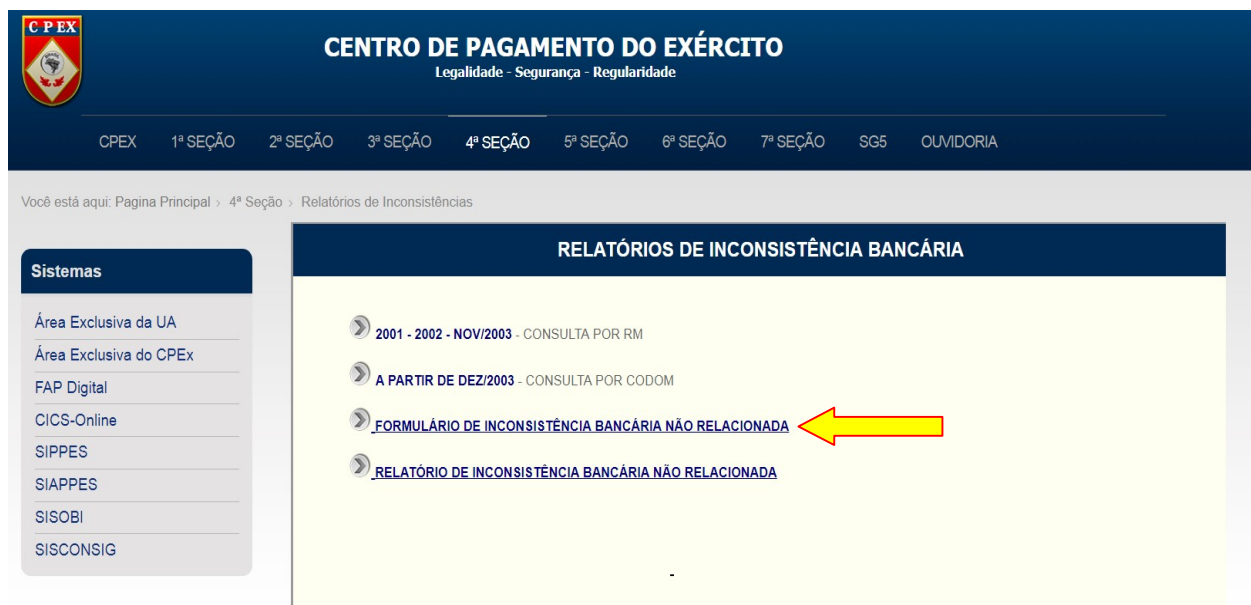 C P EX
CENTRO DE PAGAMENTO DO EXÉRCITO
Legalidade - Segurança - Regularidade
CPEX 1ª SEÇÃO 2ª SEÇÃO 3ª SEÇÃO 4ª SEÇÃO 5ª SEÇÃO 6ª SEÇÃO 7ª SEÇÃO SG5 OUVIDORIA
Você está aqui: Pagina Principal › 4ª Seção › Relatórios de Inconsistências
RELATÓRIOS DE INCONSISTÊNCIA BANCÁRIA
Sistemas
Área Exclusiva da UA
Área Exclusiva do CPEx
FAP Digital
CICS-Online
SIPPES
SIAPPES
SISOBI
SISCONSIG
2001 - 2002 - NOV/2003 - CONSULTA POR RM
A PARTIR DE DEZ/2003 - CONSULTA POR CODOM
FORMULÁRIO DE INCONSISTÊNCIA BANCÁRIA NÃO RELACIONADA
RELATÓRIO DE INCONSISTÊNCIA BANCÁRIA NÃO RELACIONADA
-